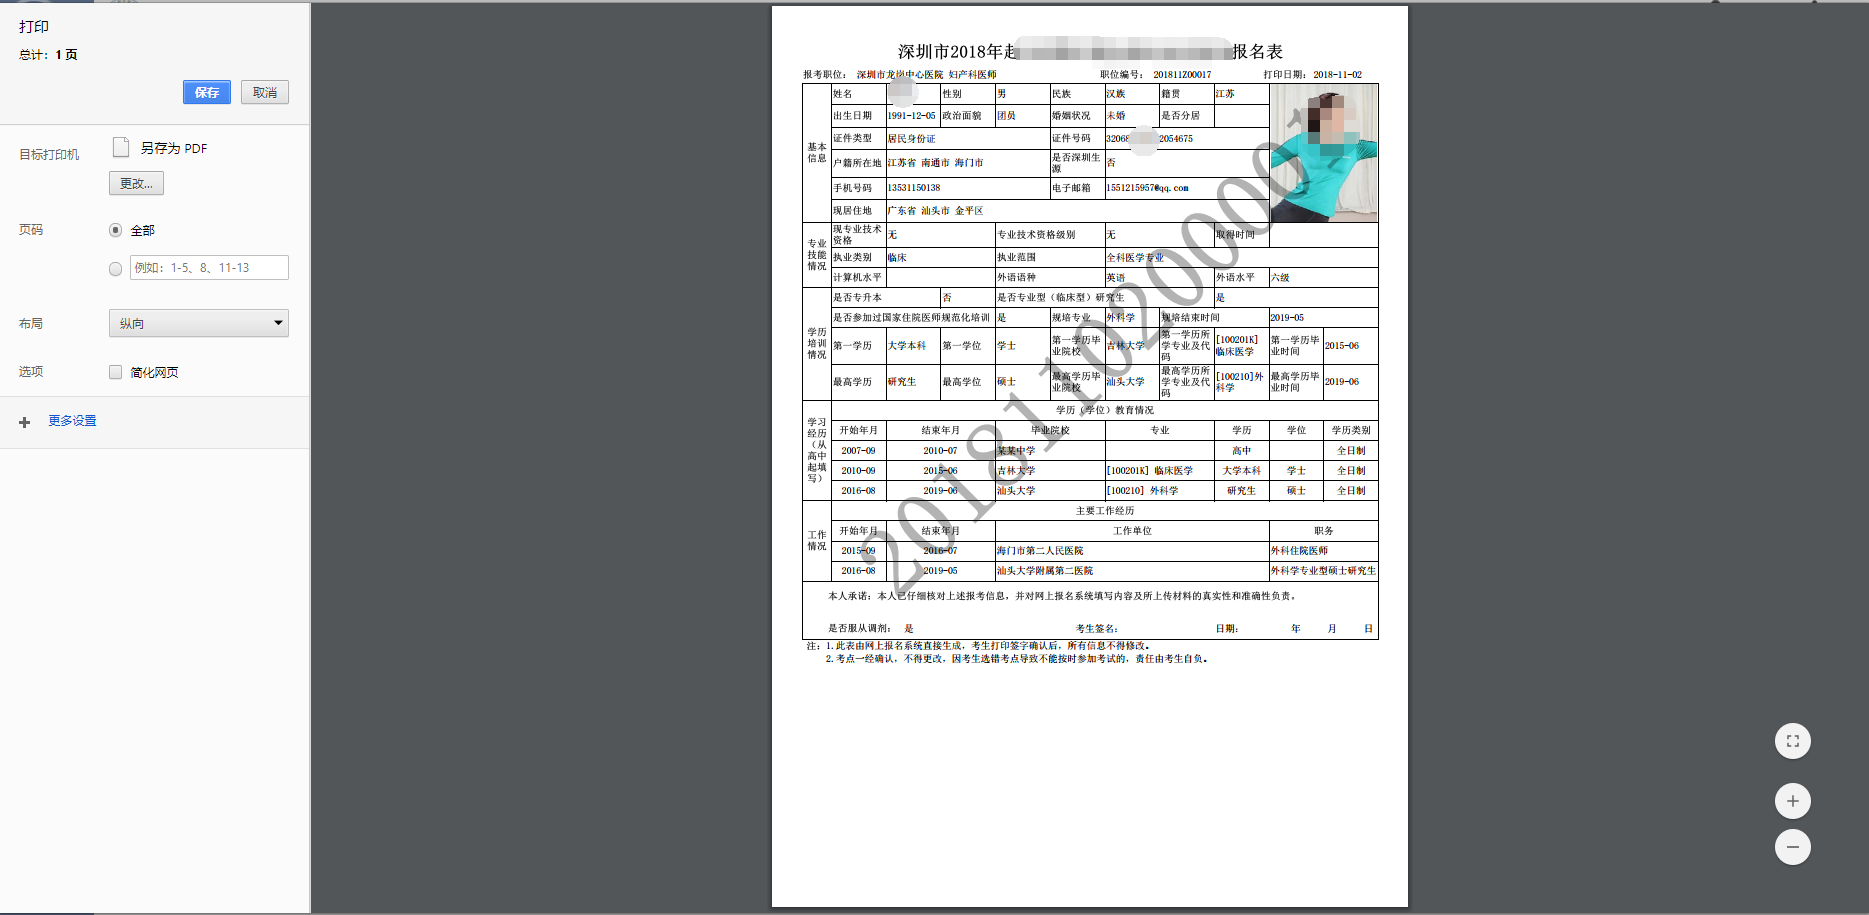 打印
总计：1 页
保存
取消
目标打印机
另存为 PDF
更改...
页码
全部
例如：1-5、8、11-13
布局
纵向
选项
简化网页
更多设置
深圳市2018年 报名表
报考职位： 深圳市龙岗中心医院 妇产科医师 职位编号： 201811Z00017 打印日期：2018-11-02
基本信息
姓名 性别 男 民族 汉族 籍贯 江苏
出生日期 1991-12-05 政治面貌 团员 婚姻状况 未婚 是否分居
证件类型 居民身份证 证件号码 3206 2054675
户籍所在地 江苏省 南通市 海门市 是否深圳生源 否
手机号码 13531150138 电子邮箱 1551215957@qq.com
现居住地 广东省 汕头市 金平区
专业技能情况
现专业技术资格 无 专业技术资格级别 无 取得时间
执业类别 临床 执业范围 全科医学专业
计算机水平 外语语种 英语 外语水平 六级
学历培训情况
是否专升本 否 是否专业型（临床型）研究生 是
是否参加过国家住院医师规范化培训 是 规培专业 外科学 规培结束时间 2019-05
第一学历 大学本科 第一学位 学士 第一学历毕业院校 吉林大学 第一学历所学专业及代码 [100201K] 临床医学 第一学历毕业时间 2015-06
最高学历 研究生 最高学位 硕士 最高学历毕业院校 汕头大学 最高学历所学专业及代码 [100210]外科学 最高学历毕业时间 2019-06
学习经历（从高中起填写）
学历（学位）教育情况
开始年月 结束年月 毕业院校 专业 学历 学位 学历类别
2007-09 2010-07 某某中学 高中 全日制
2010-09 2015-06 吉林大学 [100201K] 临床医学 大学本科 学士 全日制
2016-08 2019-06 汕头大学 [100210] 外科学 研究生 硕士 全日制
工作情况
主要工作经历
开始年月 结束年月 工作单位 职务
2015-09 2016-07 海门市第二人民医院 外科住院医师
2016-08 2019-05 汕头大学附属第二医院 外科学专业型硕士研究生
本人承诺：本人已仔细核对上述报考信息，并对网上报名系统填写内容及所上传材料的真实性和准确性负责。
是否服从调剂： 是 考生签名： 日期： 年 月 日
注：1.此表由网上报名系统直接生成，考生打印签字确认后，所有信息不得修改。
2.考点一经确认，不得更改，因考生选错考点导致不能按时参加考试的，责任由考生自负。